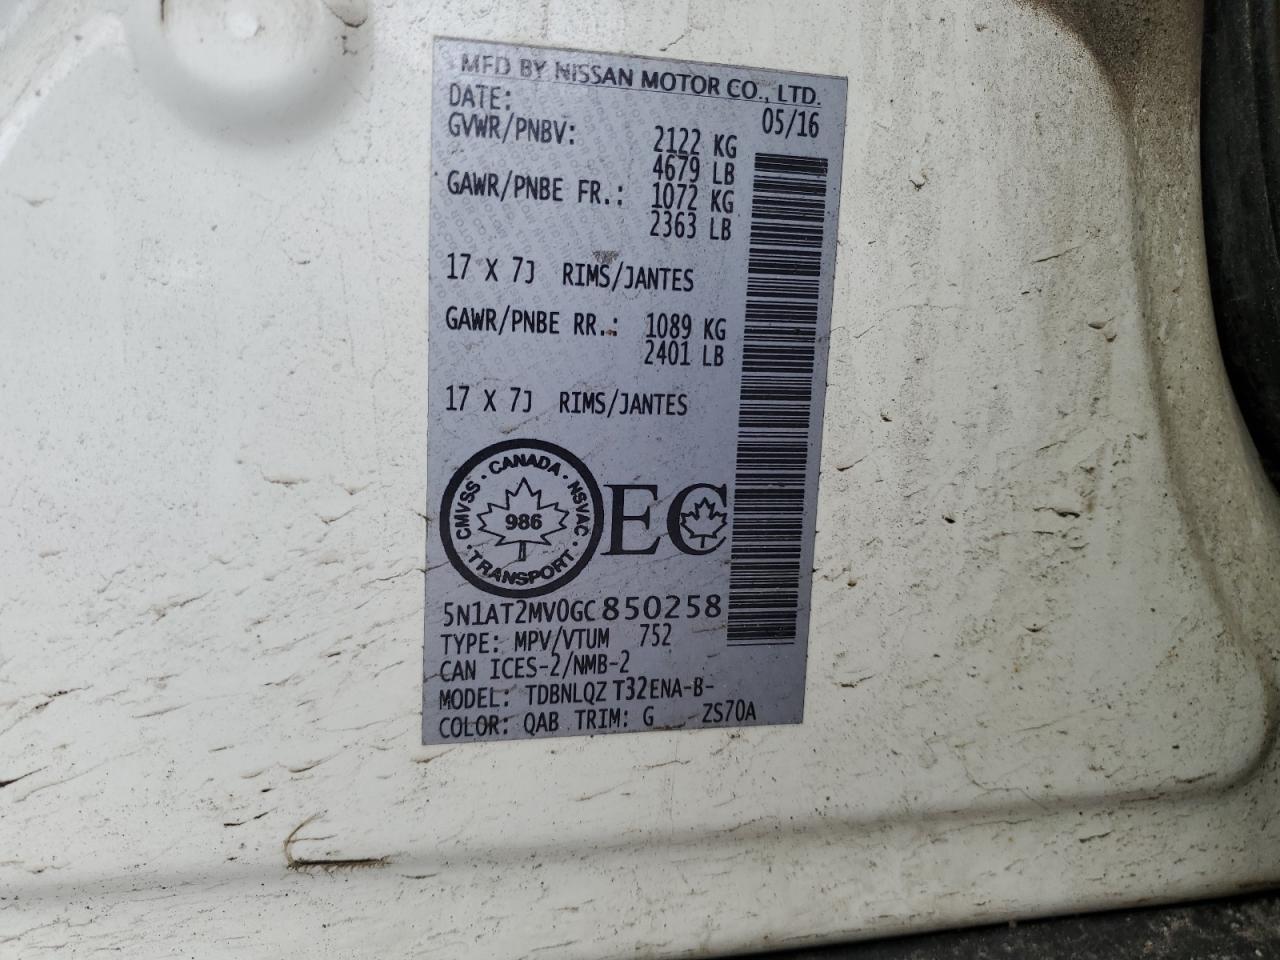 MFD BY NISSAN MOTOR CO., LTD.
DATE: 05/16
GVWR/PNBV: 2122 KG
4679 LB
GAWR/PNBE FR.: 1072 KG
2363 LB
17 X 7J RIMS/JANTES
GAWR/PNBE RR.: 1089 KG
2401 LB
17 X 7J RIMS/JANTES
CMVSS · CANADA · NSVAC · TRANSPORT ·
986
EC
5N1AT2MV0GC850258
TYPE: MPV/VTUM 752
CAN ICES-2/NMB-2
MODEL: TDBNLQZ T32ENA-B-
COLOR: QAB TRIM: G ZS70A